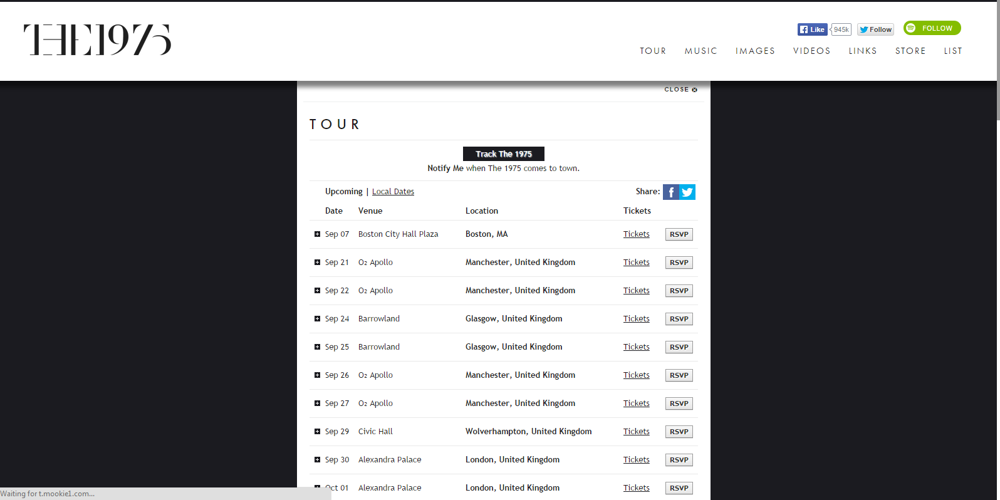 THE 1975
Like 945k Follow FOLLOW
TOUR MUSIC IMAGES VIDEOS LINKS STORE LIST
CLOSE
TOUR
Track The 1975
Notify Me when The 1975 comes to town.
Upcoming | Local Dates Share:
Date Venue Location Tickets
Sep 07 Boston City Hall Plaza Boston, MA Tickets RSVP
Sep 21 O₂ Apollo Manchester, United Kingdom Tickets RSVP
Sep 22 O₂ Apollo Manchester, United Kingdom Tickets RSVP
Sep 24 Barrowland Glasgow, United Kingdom Tickets RSVP
Sep 25 Barrowland Glasgow, United Kingdom Tickets RSVP
Sep 26 O₂ Apollo Manchester, United Kingdom Tickets RSVP
Sep 27 O₂ Apollo Manchester, United Kingdom Tickets RSVP
Sep 29 Civic Hall Wolverhampton, United Kingdom Tickets RSVP
Sep 30 Alexandra Palace London, United Kingdom Tickets RSVP
Oct 01 Alexandra Palace London, United Kingdom Tickets RSVP
Waiting for t.mookie1.com...